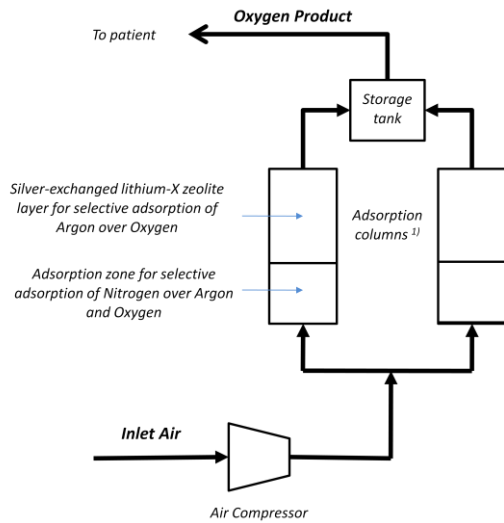 Oxygen Product
To patient
Storage
tank
Silver-exchanged lithium-X zeolite
layer for selective adsorption of
Argon over Oxygen
Adsorption
columns 1)
Adsorption zone for selective
adsorption of Nitrogen over Argon
and Oxygen
Inlet Air
Air Compressor